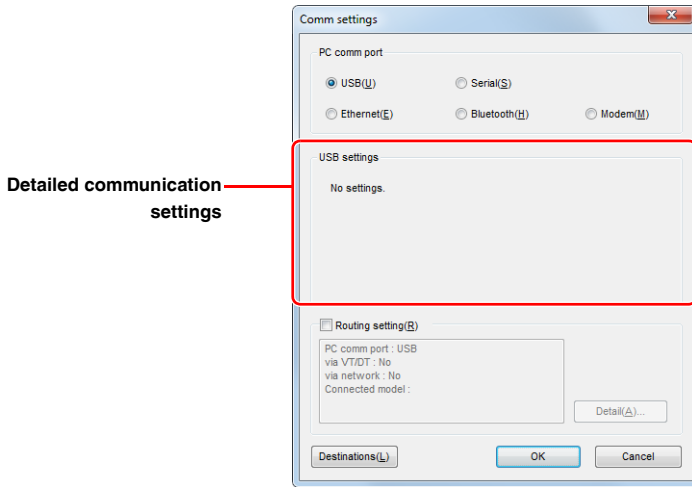 Comm settings
PC comm port
USB(U) Serial(S)
Ethernet(E) Bluetooth(H) Modem(M)
USB settings
No settings.
Detailed communication
settings
Routing setting(R)
PC comm port : USB
via VT/DT : No
via network : No
Connected model :
Detail(A)...
Destinations(L) OK Cancel